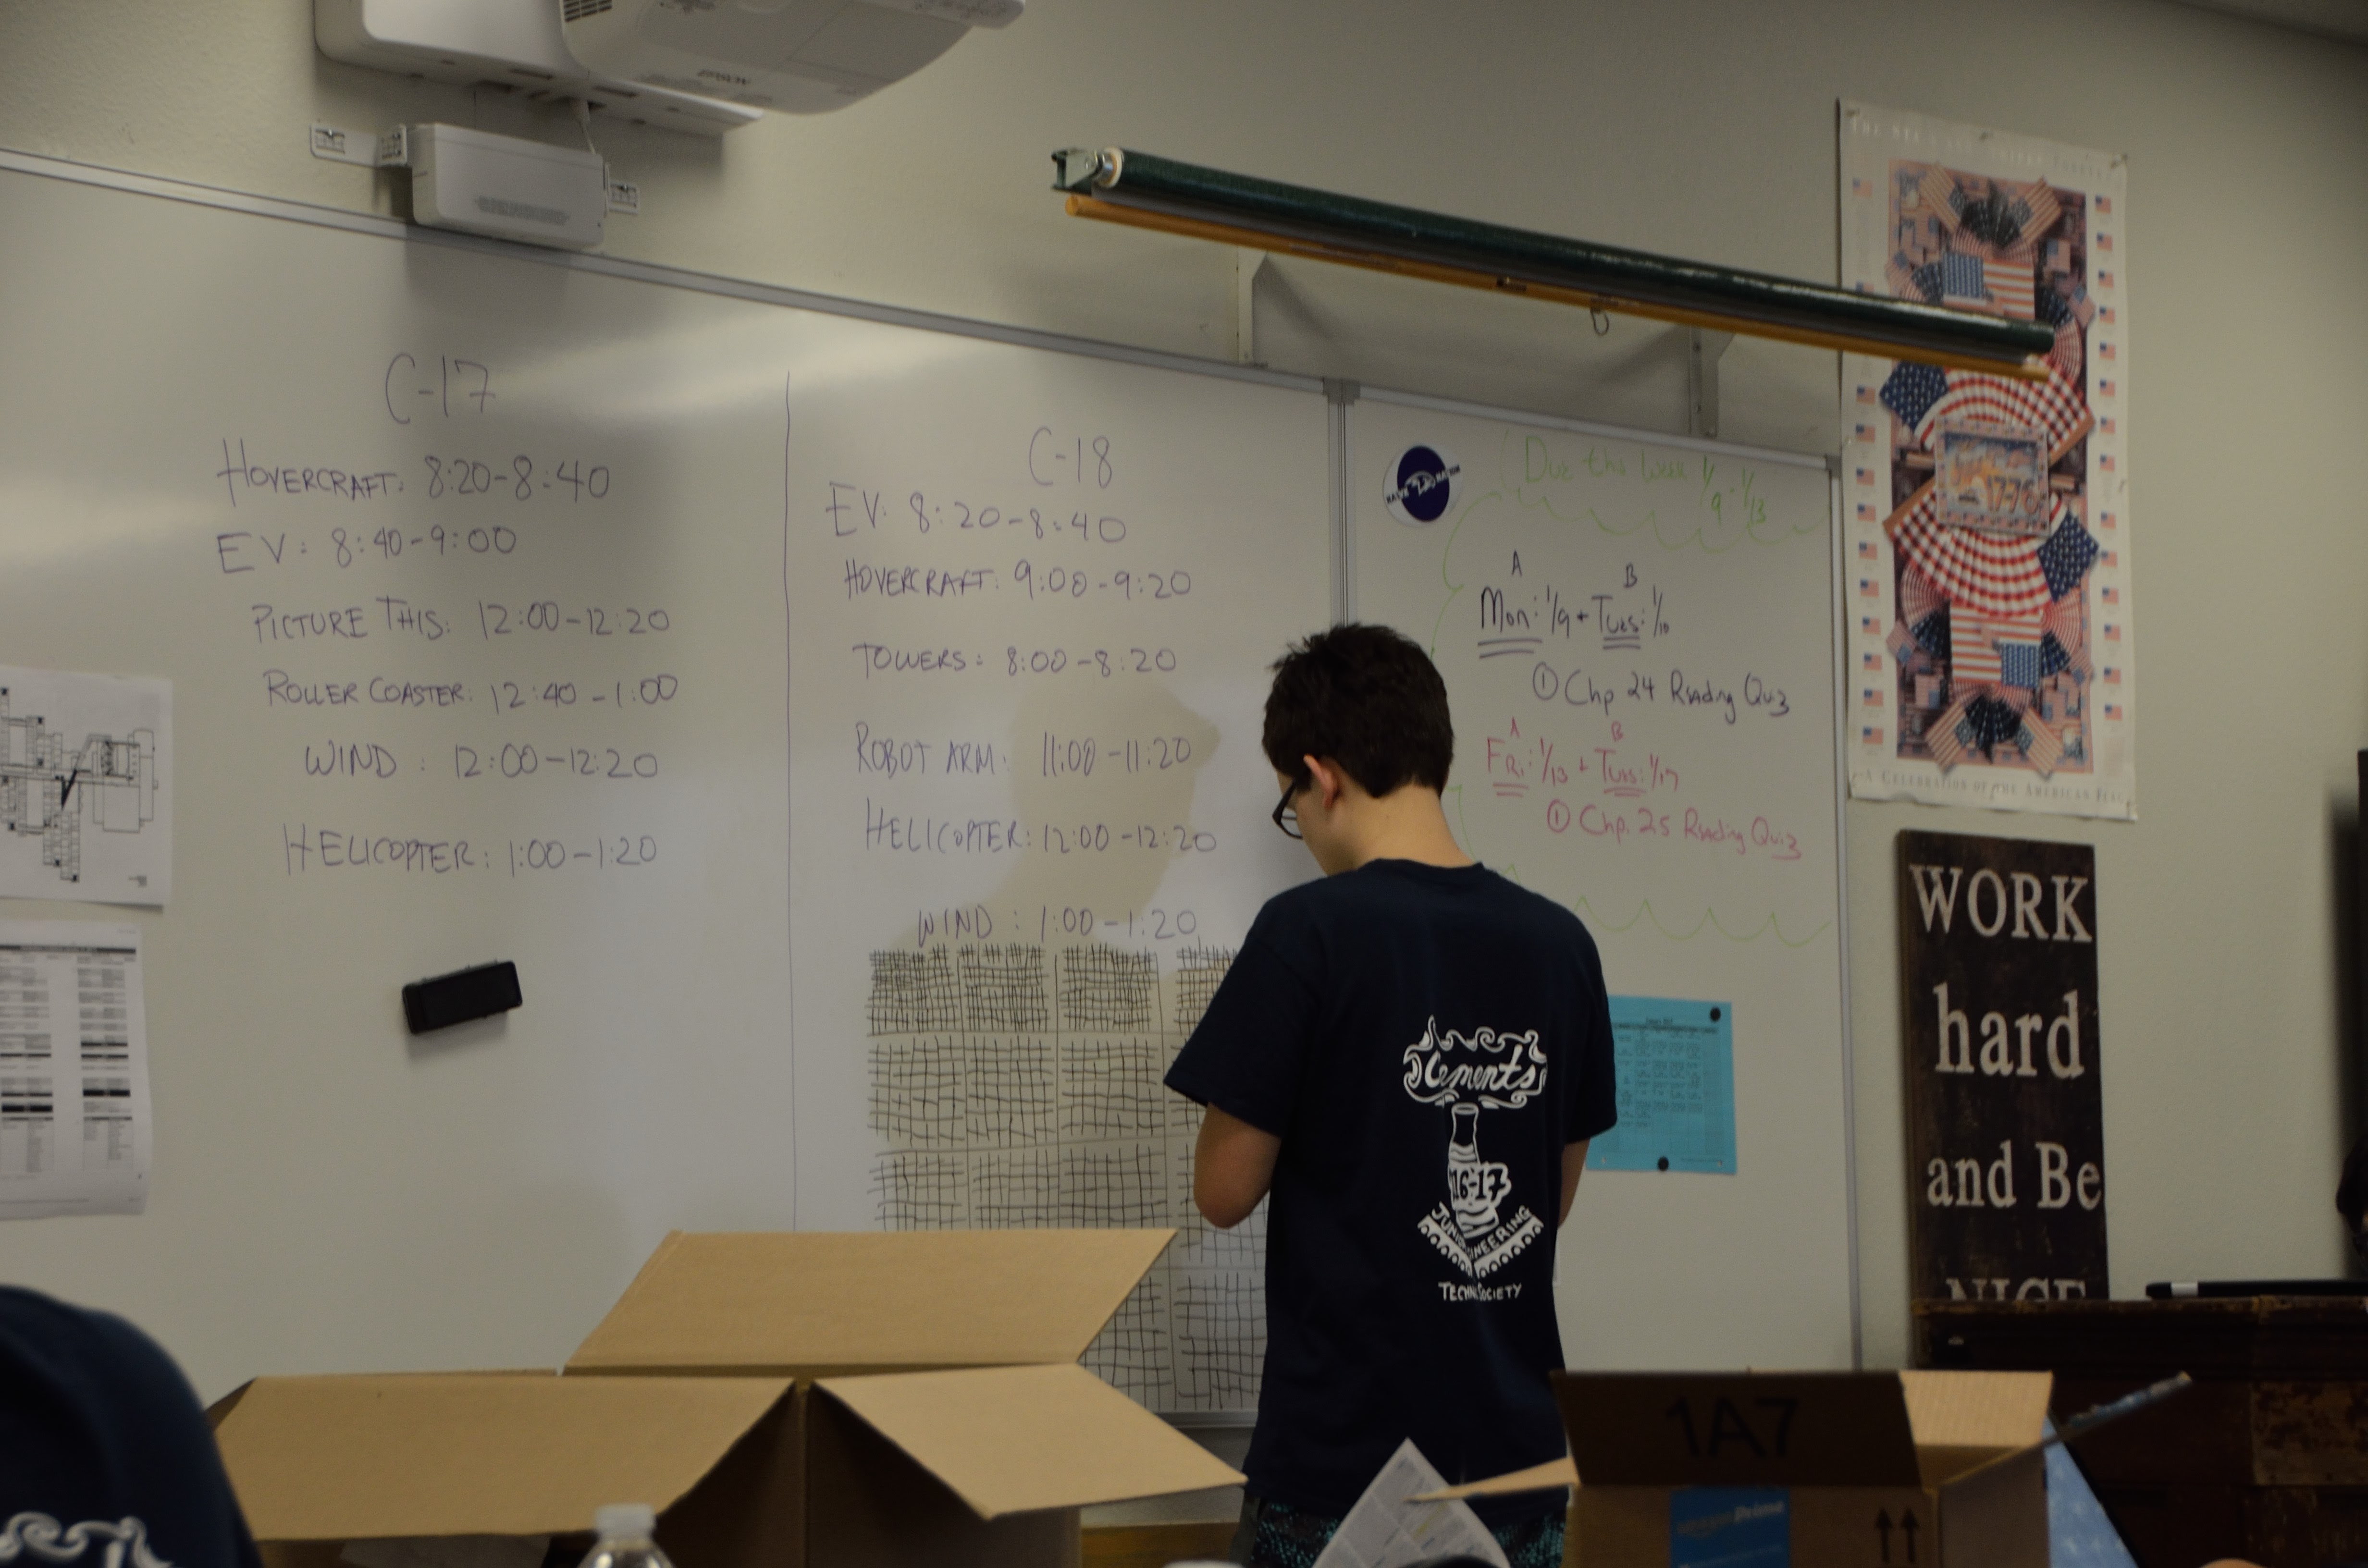 EPSON
C-17
HOVERCRAFT: 8:20-8:40
EV: 8:40-9:00
PICTURE THIS: 12:00-12:20
ROLLER COASTER: 12:40-1:00
WIND: 12:00-12:20
HELICOPTER: 1:00-1:20
C-18
EV: 8:20-8:40
HOVERCRAFT: 9:00-9:20
TOWERS: 8:00-8:20
ROBOT ARM: 11:00-11:20
HELICOPTER: 12:00-12:20
WIND: 1:00-1:20
Due this Week 1/9-1/13
A B
Mon: 1/9 + Tues: 1/10
① Chp 24 Reading Quiz
A B
Fri: 1/13 + Tues: 1/17
① Chp. 25 Reading Quiz
1776
A CELEBRATION OF THE AMERICAN FLAG
WORK
hard
and Be
NICE
Clements
16-17
JUNIOR ENGINEERING
SOCIETY
1A7